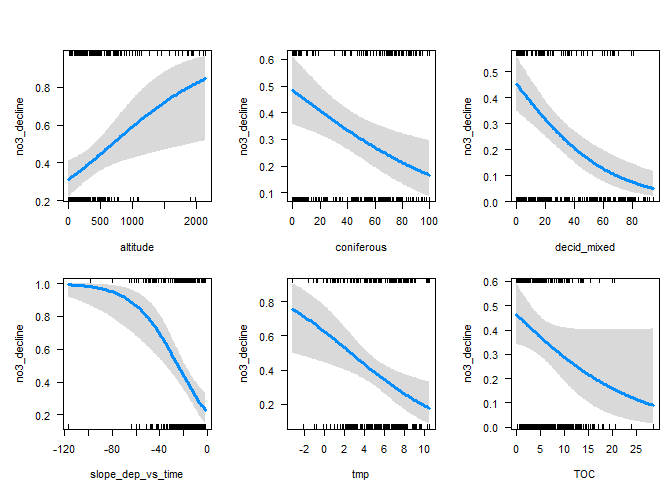 no3_decline
0.8
0.6
0.4
0.2
0 500 1000 2000
altitude
no3_decline
0.6
0.5
0.4
0.3
0.2
0.1
0 20 40 60 80 100
coniferous
no3_decline
0.5
0.4
0.3
0.2
0.1
0.0
0 20 40 60 80
decid_mixed
no3_decline
1.0
0.8
0.6
0.4
0.2
-120 -80 -40 0
slope_dep_vs_time
no3_decline
0.8
0.6
0.4
0.2
-2 0 2 4 6 8 10
tmp
no3_decline
0.6
0.5
0.4
0.3
0.2
0.1
0.0
0 5 10 15 20 25
TOC